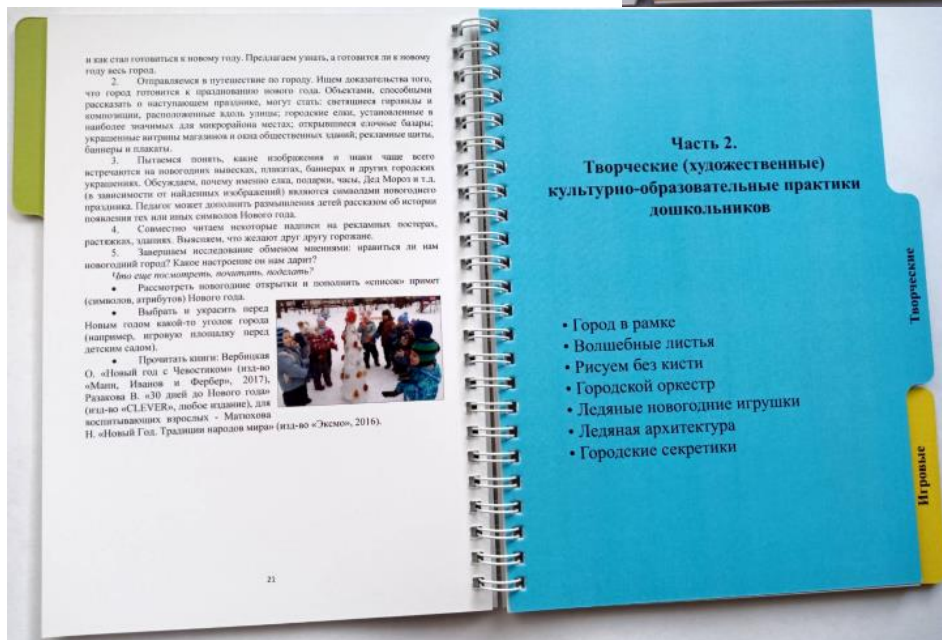 и как стал готовиться к новому году. Предлагаем узнать, а готовится ли к новому
году весь город.
2. Отправляемся в путешествие по городу. Ищем доказательства того,
что город готовится к празднованию нового года. Объектами, способными
рассказать о наступающем празднике, могут стать: светящиеся гирлянды и
композиции, расположенные вдоль улицы; городские елки, установленные в
наиболее значимых для микрорайона местах; открывшиеся елочные базары;
украшенные витрины магазинов и окна общественных зданий; рекламные щиты,
баннеры и плакаты.
3. Пытаемся понять, какие изображения и знаки чаще всего
встречаются на новогодних вывесках, плакатах, баннерах и других городских
украшениях. Обсуждаем, почему именно елка, подарки, часы, Дед Мороз и т.д.
(в зависимости от найденных изображений) являются символами новогоднего
праздника. Педагог может дополнить размышления детей рассказом об истории
появления тех или иных символов Нового года.
4. Совместно читаем некоторые надписи на рекламных постерах,
растяжках, зданиях. Выясняем, что желают друг другу горожане.
5. Завершаем исследование обменом мнениями: нравиться ли нам
новогодний город? Какое настроение он нам дарит?
Что еще посмотреть, почитать, поделать?
• Рассмотреть новогодние открытки и пополнить «список» примет
(символов, атрибутов) Нового года.
• Выбрать и украсить перед
Новым годом какой-то уголок города
(например, игровую площадку перед
детским садом).
• Прочитать книги: Вербицкая
О. «Новый год с Чевостиком» (изд-во
«Манн, Иванов и Фербер», 2017),
Разакова В. «30 дней до Нового года»
(изд-во «CLEVER», любое издание), для
воспитывающих взрослых - Матюхова
Н. «Новый Год. Традиции народов мира» (изд-во «Эксмо», 2016).
21
Часть 2.
Творческие (художественные)
культурно-образовательные практики
дошкольников
• Город в рамке
• Волшебные листья
• Рисуем без кисти
• Городской оркестр
• Ледяные новогодние игрушки
• Ледяная архитектура
• Городские секретики
Творческие
Игровые